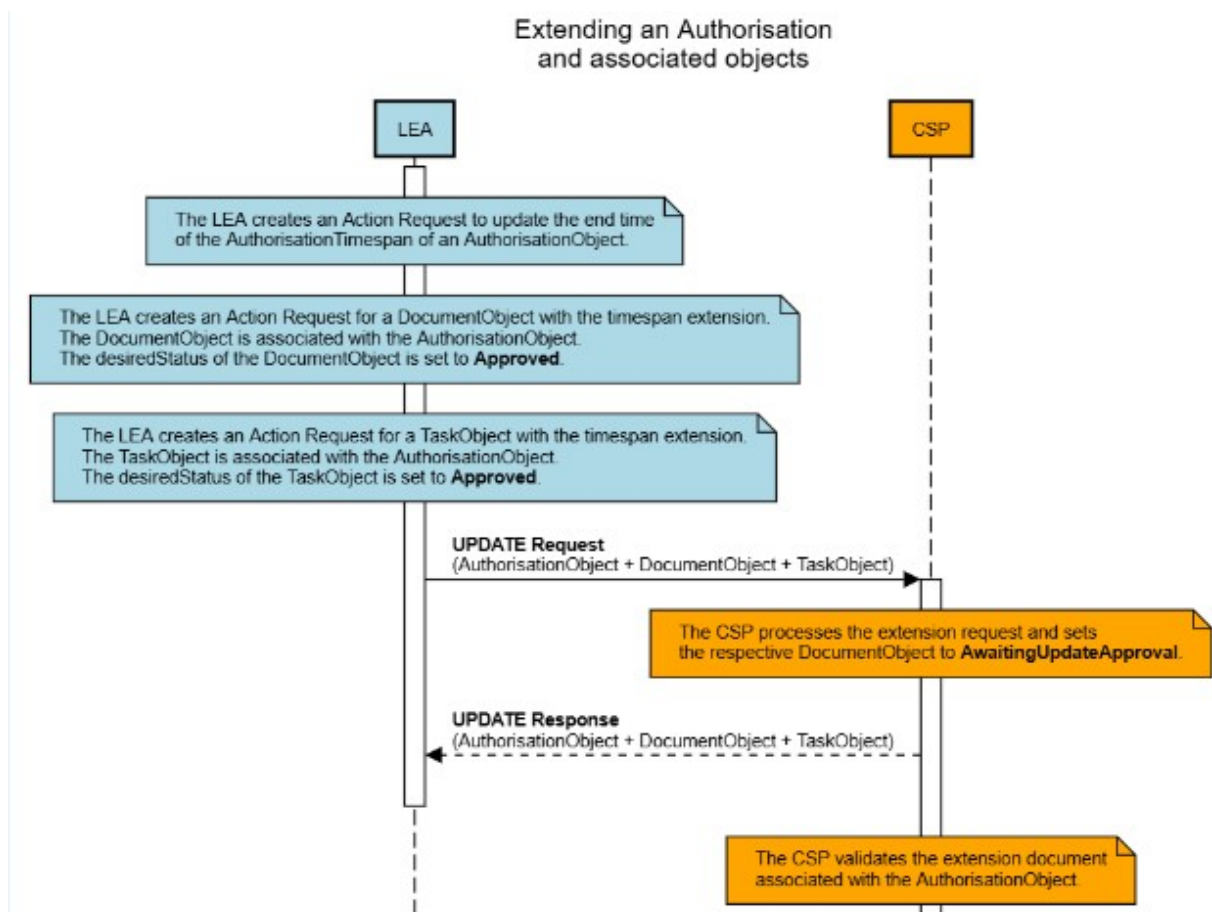 Extending an Authorisation
and associated objects
LEA
CSP
The LEA creates an Action Request to update the end time
of the AuthorisationTimespan of an AuthorisationObject.
The LEA creates an Action Request for a DocumentObject with the timespan extension.
The DocumentObject is associated with the AuthorisationObject.
The desiredStatus of the DocumentObject is set to Approved.
The LEA creates an Action Request for a TaskObject with the timespan extension.
The TaskObject is associated with the AuthorisationObject.
The desiredStatus of the TaskObject is set to Approved.
UPDATE Request
(AuthorisationObject + DocumentObject + TaskObject)
The CSP processes the extension request and sets
the respective DocumentObject to AwaitingUpdateApproval.
UPDATE Response
(AuthorisationObject + DocumentObject + TaskObject)
The CSP validates the extension document
associated with the AuthorisationObject.